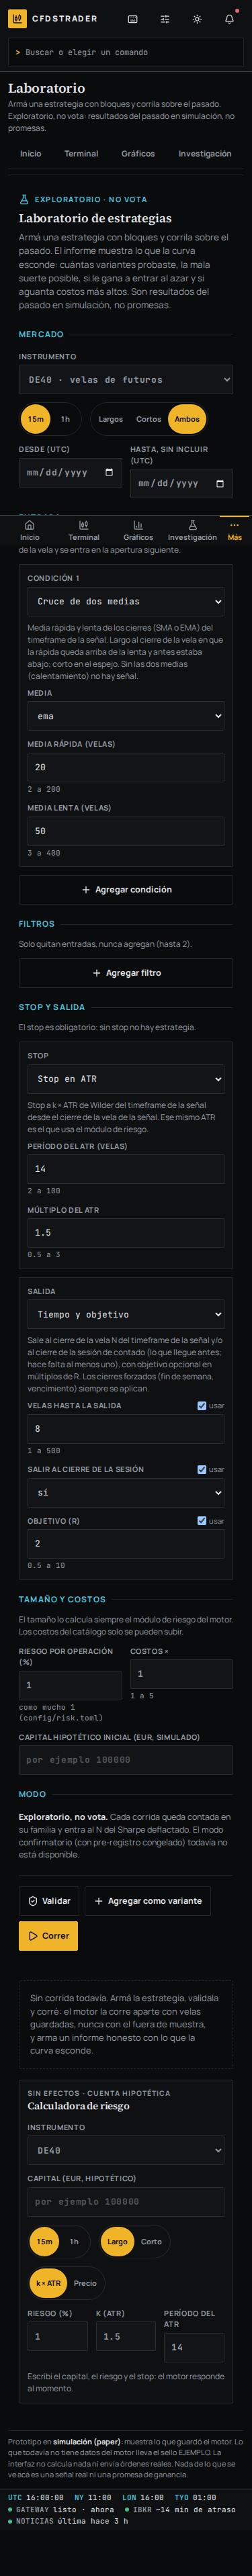 CFDSTRADER
> Buscar o elegir un comando
Laboratorio
Armá una estrategia con bloques y corrila sobre el pasado.
Exploratorio, no vota: resultados del pasado en simulación, no
promesas.
Inicio Terminal Gráficos Investigación
EXPLORATORIO · NO VOTA
Laboratorio de estrategias
Armá una estrategia con bloques y corrila sobre el
pasado. El informe muestra lo que la curva
esconde: cuántas variantes probaste, la mala
suerte posible, si le gana a entrar al azar y si
aguanta costos más altos. Son resultados del
pasado en simulación, no promesas.
MERCADO
INSTRUMENTO
DE40 · velas de futuros
15m 1h Largos Cortos Ambos
DESDE (UTC)
HASTA, SIN INCLUIR
(UTC)
mm/dd/yyyy
mm/dd/yyyy
Inicio Terminal Gráficos Investigación Más
de la vela y se entra en la apertura siguiente.
CONDICIÓN 1
Cruce de dos medias
Media rápida y lenta de los cierres (SMA o EMA) del
timeframe de la señal. Largo al cierre de la vela en que
la rápida queda arriba de la lenta y antes estaba
abajo; corto en el espejo. Sin las dos medias
(calentamiento) no hay señal.
MEDIA
ema
MEDIA RÁPIDA (VELAS)
20
2 a 200
MEDIA LENTA (VELAS)
50
3 a 400
Agregar condición
FILTROS
Solo quitan entradas, nunca agregan (hasta 2).
Agregar filtro
STOP Y SALIDA
El stop es obligatorio: sin stop no hay estrategia.
STOP
Stop en ATR
Stop a k × ATR de Wilder del timeframe de la señal
desde el cierre de la vela de la señal. Ese mismo ATR
es el que usa el módulo de riesgo.
PERÍODO DEL ATR (VELAS)
14
2 a 100
MÚLTIPLO DEL ATR
1.5
0.5 a 3
SALIDA
Tiempo y objetivo
Sale al cierre de la vela N del timeframe de la señal y/o
al cierre de la sesión de contado (lo que llegue antes;
hace falta al menos uno), con objetivo opcional en
múltiplos de R. Los cierres forzados (fin de semana,
vencimiento) siempre se aplican.
VELAS HASTA LA SALIDA usar
8
1 a 500
SALIR AL CIERRE DE LA SESIÓN usar
sí
OBJETIVO (R) usar
2
0.5 a 10
TAMAÑO Y COSTOS
El tamaño lo calcula siempre el módulo de riesgo del motor.
Los costos del catálogo solo se pueden subir.
RIESGO POR OPERACIÓN
(%)
COSTOS ×
1
1
como mucho 1
(config/risk.toml)
1 a 5
CAPITAL HIPOTÉTICO INICIAL (EUR, SIMULADO)
por ejemplo 100000
MODO
Exploratorio, no vota. Cada corrida queda contada en
su familia y entra al N del Sharpe deflactado. El modo
confirmatorio (con pre-registro congelado) todavía no
está disponible.
Validar Agregar como variante
Correr
Sin corrida todavía. Armá la estrategia, validala
y corré: el motor la corre aparte con velas
guardadas, nunca con el fuera de muestra,
y arma un informe honesto con lo que la
curva esconde.
SIN EFECTOS · CUENTA HIPOTÉTICA
Calculadora de riesgo
INSTRUMENTO
DE40
CAPITAL (EUR, HIPOTÉTICO)
por ejemplo 100000
15m 1h Largo Corto
k × ATR Precio
RIESGO (%)
K (ATR)
PERÍODO DEL
ATR
1
1.5
14
Escribí el capital, el riesgo y el stop: el motor responde
al momento.
Prototipo en simulación (paper): muestra lo que guardó el motor. Lo
que todavía no tiene datos del motor lleva el sello EJEMPLO. La
interfaz no calcula nada ni envía órdenes reales. Nada de lo que se
ve acá es una señal real ni una promesa de ganancia.
UTC 16:00:00 NY 11:00 LON 16:00 TYO 01:00
GATEWAY listo · ahora IBKR ~14 min de atraso
NOTICIAS última hace 3 h